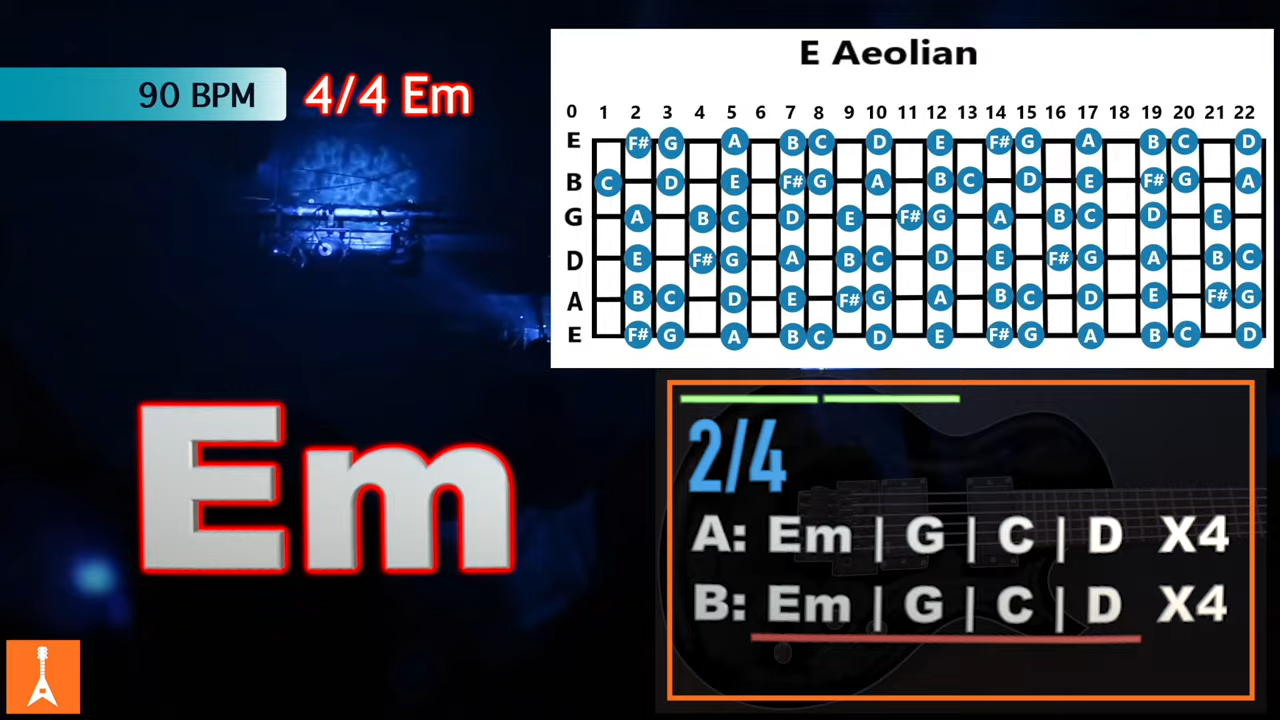 E Aeolian
90 BPM 4/4 Em
0 1 2 3 4 5 6 7 8 9 10 11 12 13 14 15 16 17 18 19 20 21 22
E F# G A B C D E F# G A B C D
B C D E F# G A B C D E F# G A
G A B C D E F# G A B C D E
D E F# G A B C D E F# G A B C
A B C D E F# G A B C D E F# G
E F# G A B C D E F# G A B C D
Em
2/4
A: Em | G | C | D X4
B: Em | G | C | D X4